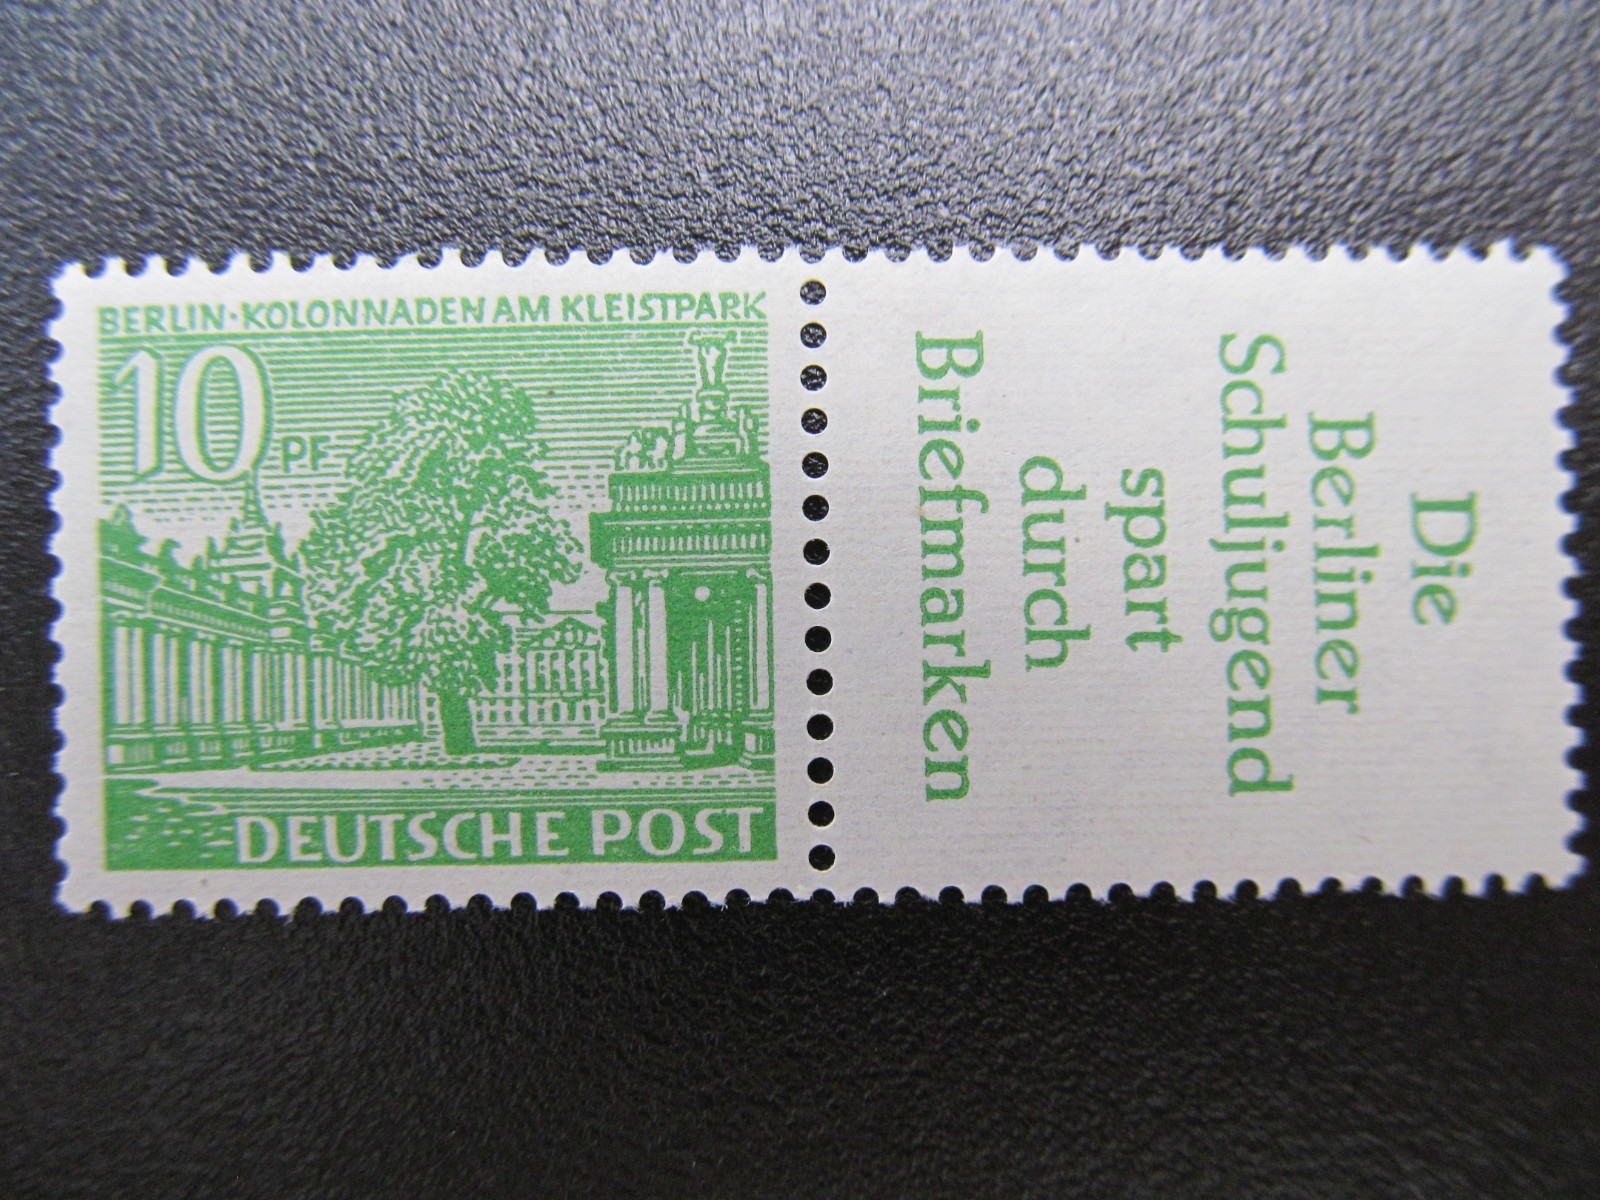 BERLIN·KOLONNADEN AM KLEISTPARK
10 PF
DEUTSCHE POST
Die
Berliner
Schuljugend
spart
durch
Briefmarken